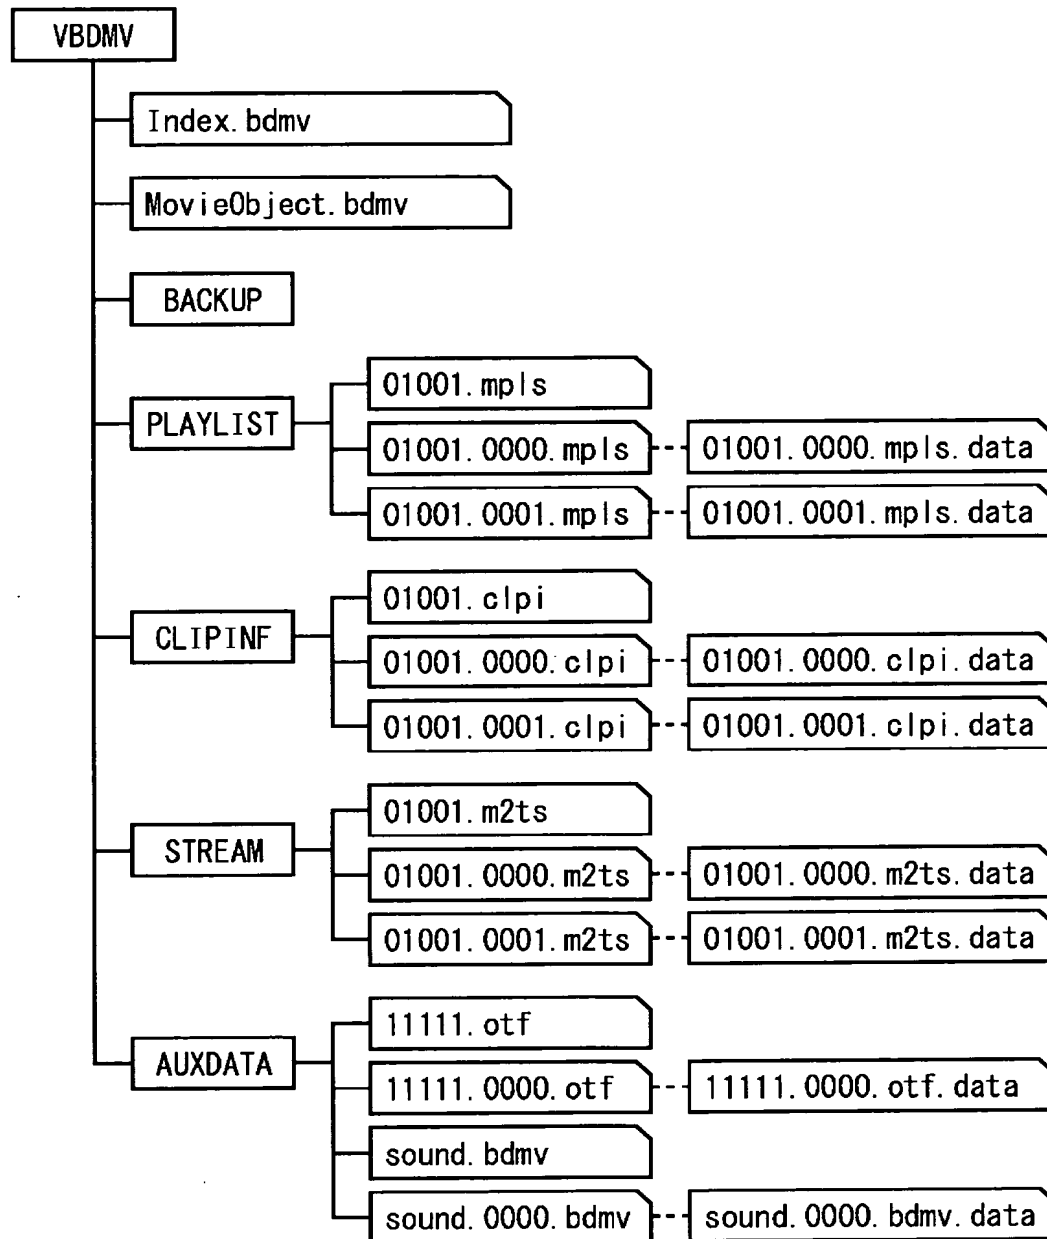 VBDMV
Index.bdmv
MovieObject.bdmv
BACKUP
PLAYLIST
01001.mpls
01001.0000.mpls
01001.0000.mpls.data
01001.0001.mpls
01001.0001.mpls.data
CLIPINF
01001.clpi
01001.0000.clpi
01001.0000.clpi.data
01001.0001.clpi
01001.0001.clpi.data
STREAM
01001.m2ts
01001.0000.m2ts
01001.0000.m2ts.data
01001.0001.m2ts
01001.0001.m2ts.data
AUXDATA
11111.otf
11111.0000.otf
11111.0000.otf.data
sound.bdmv
sound.0000.bdmv
sound.0000.bdmv.data